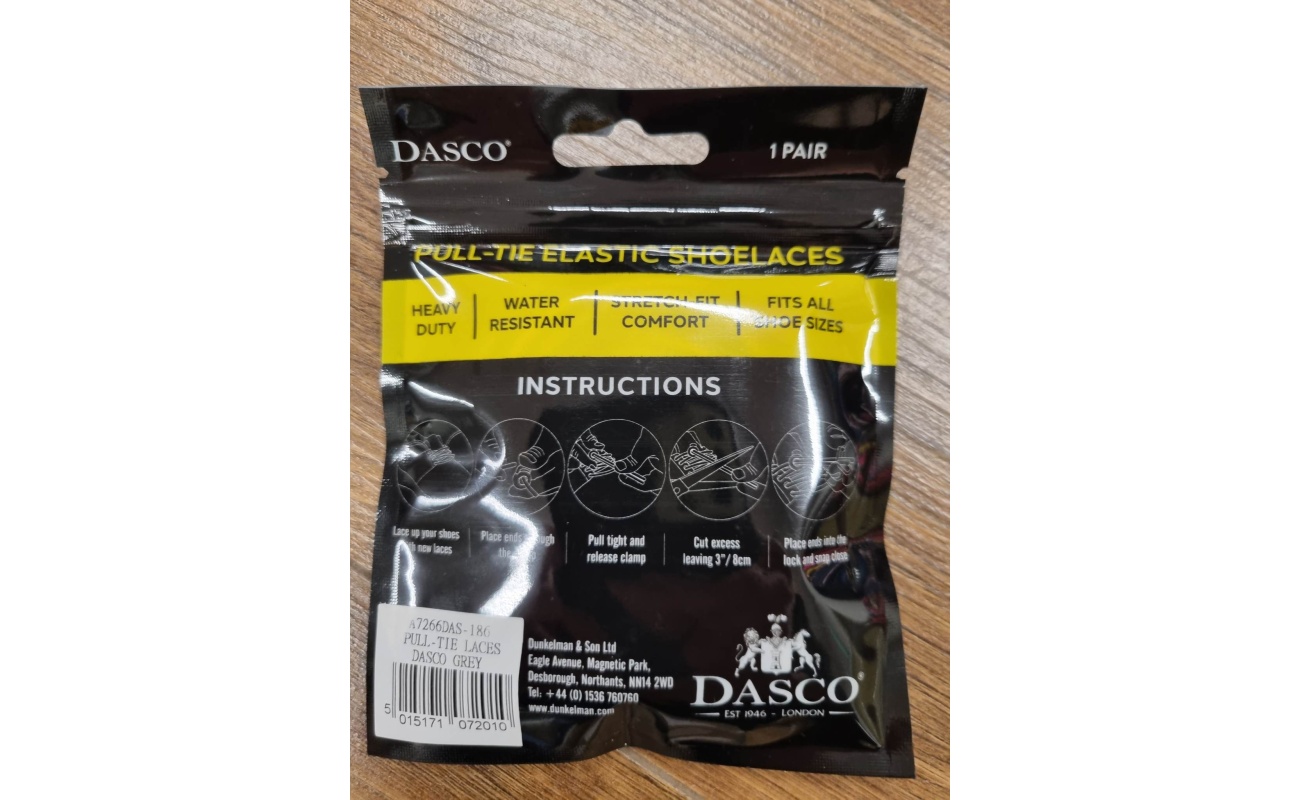 DASCO®
1 PAIR
PULL-TIE ELASTIC SHOELACES
HEAVY
DUTY
WATER
RESISTANT
STRETCH-FIT
COMFORT
FITS ALL
SHOE SIZES
INSTRUCTIONS
Lace up your shoes
new laces
Place ends
the
Pull tight and
release clamp
Cut excess
leaving 3"/ 8cm
Place ends into the
lock and snap close
A7266DAS-186
PULL-TIE LACES
DASCO GREY
5 015171 072010
Dunkelman & Son Ltd
Eagle Avenue, Magnetic Park,
Desborough, Northants, NN14 2WD
Tel: +44 (0) 1536 760760
www.dunkelman.com
DASCO®
EST 1946 - LONDON